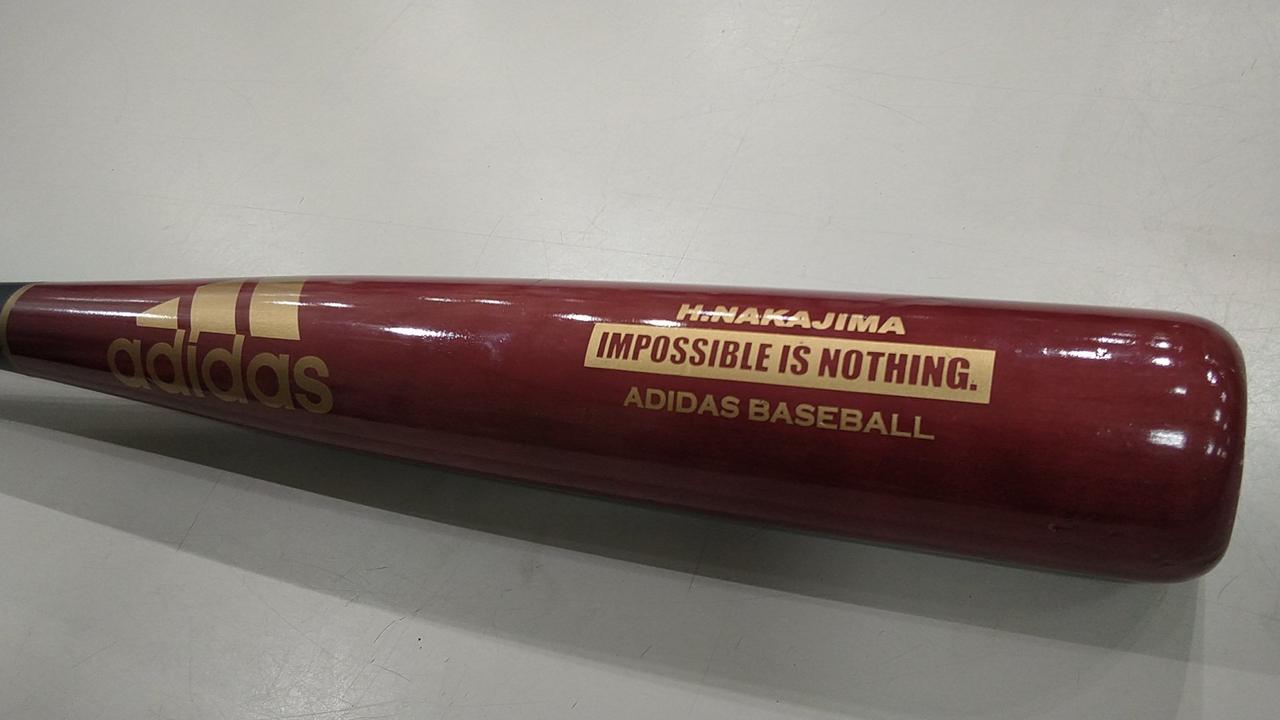 adidas
H.NAKAJIMA
IMPOSSIBLE IS NOTHING.
ADIDAS BASEBALL